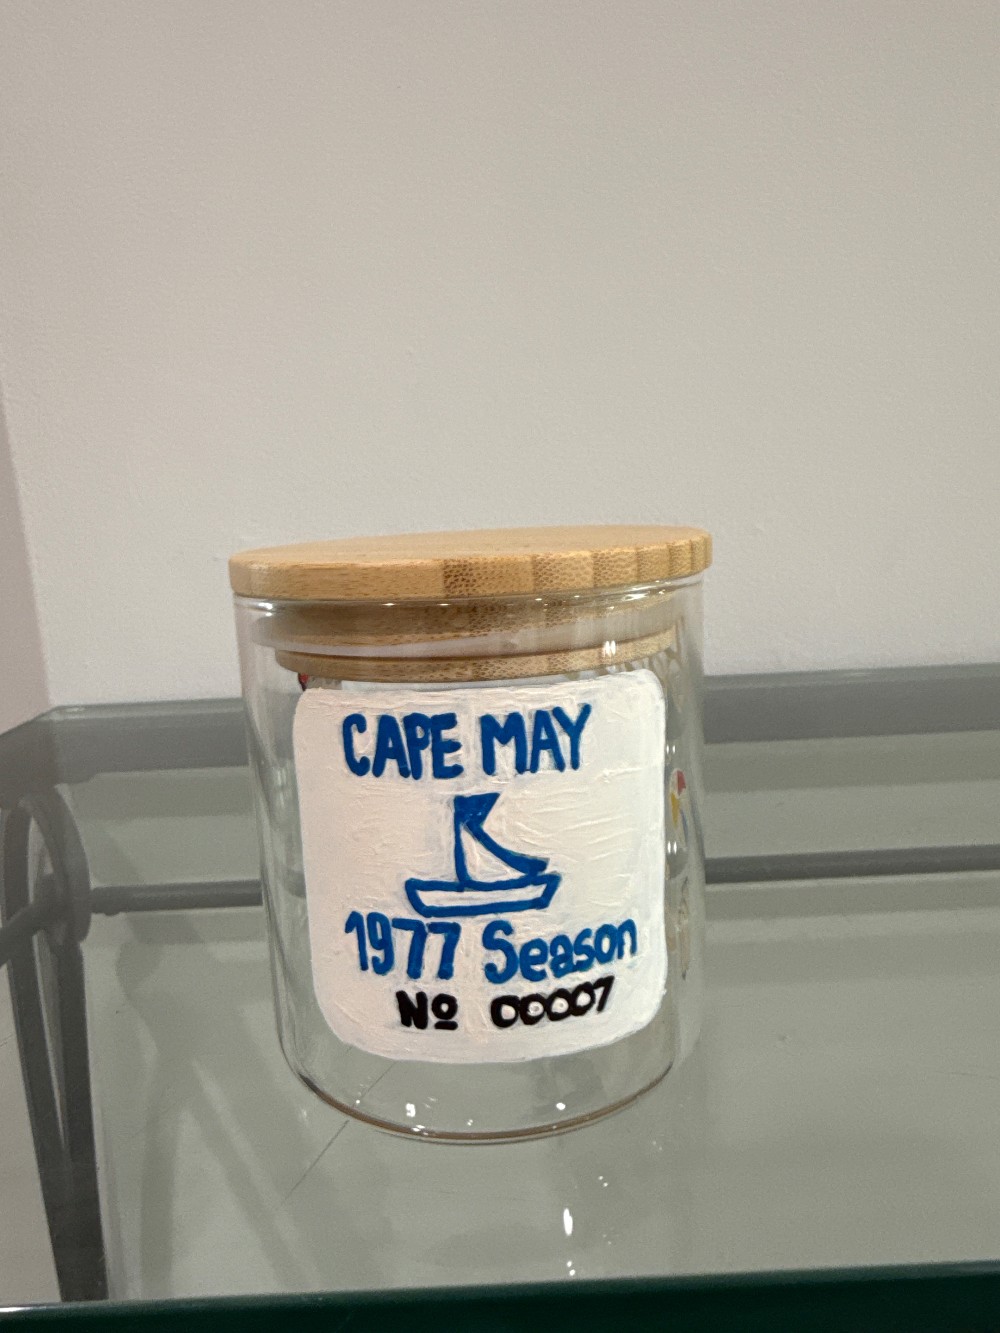 CAPE MAY
1977 Season
Nº 00007